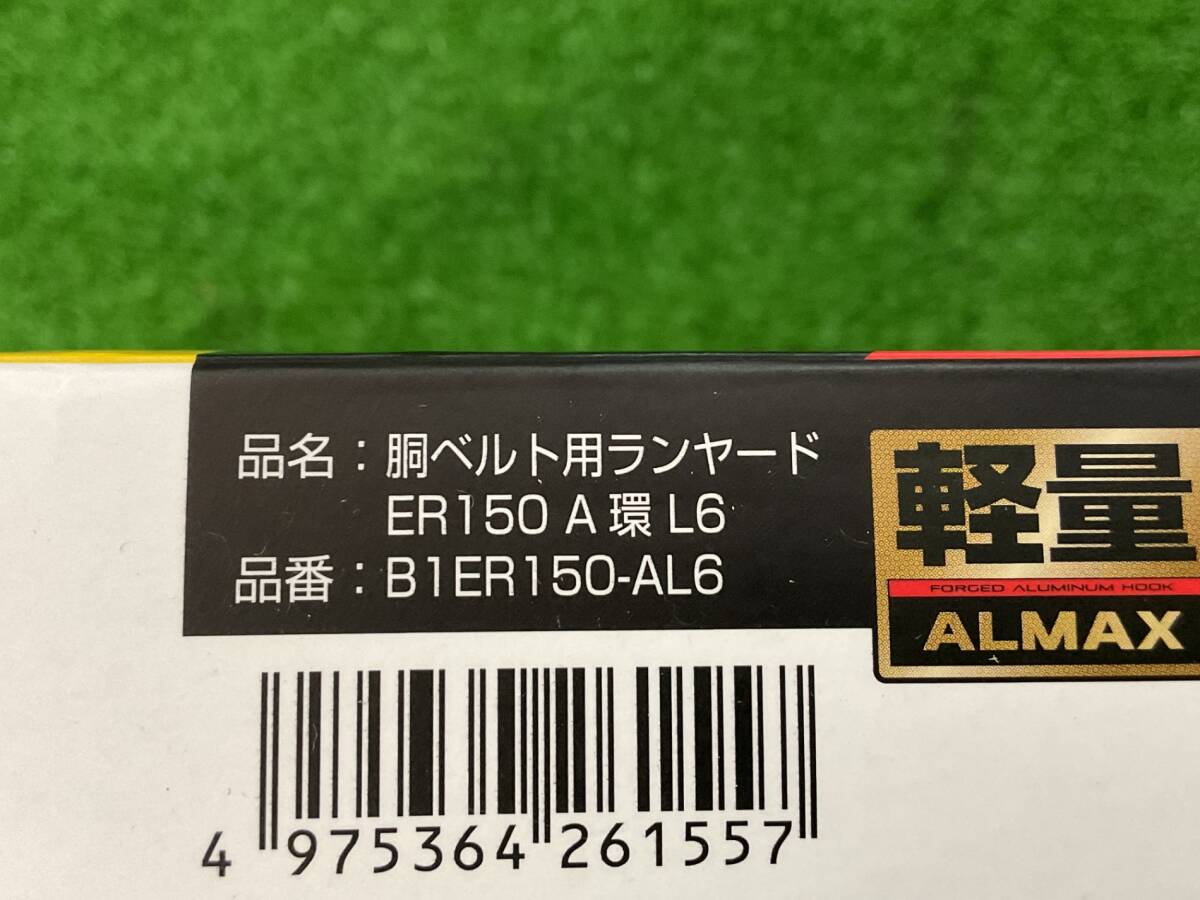 品名：胴ベルト用ランヤード
ER150 A 環 L6
品番：B1ER150-AL6
軽量
FORGED ALUMINUM HOOK
ALMAX
4 975364 261557